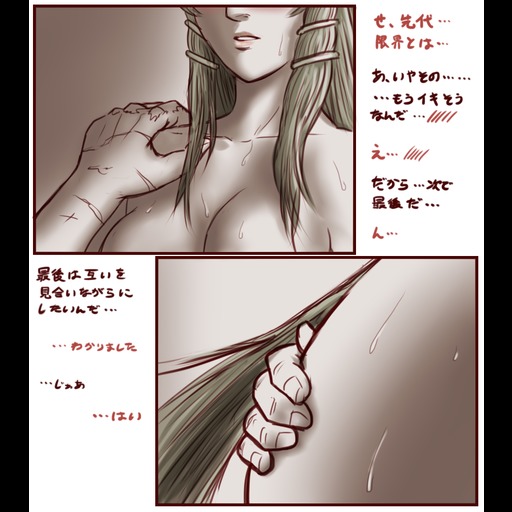 せ、先代…
限界とは…
あ、いやその……
…もうイキそう
なんだ…
え…
だから…次で
最後だ…
ん…
最後は互いを
見合いながらに
したいんだ…
…わかりました
…じゃあ
…はい